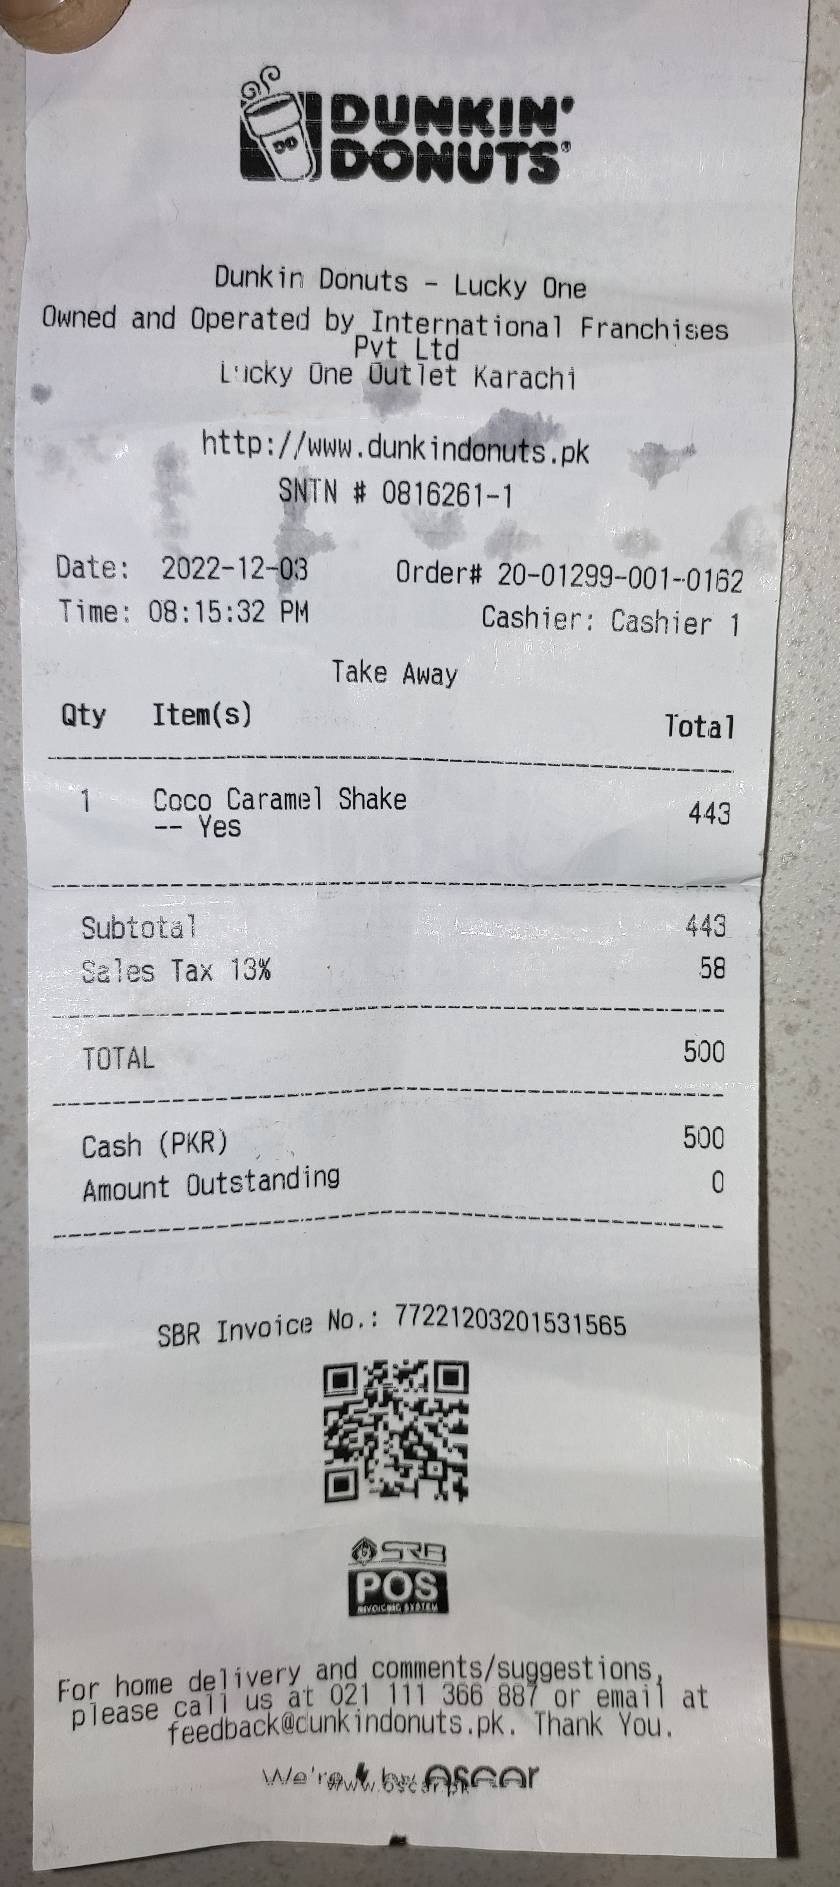 DO
DUNKIN'
DONUTS®
Dunkin Donuts - Lucky One
Owned and Operated by International Franchises
Pvt Ltd
Lucky One Outlet Karachi
http://www.dunkindonuts.pk
SNTN # 0816261-1
Date: 2022-12-03 Order# 20-01299-001-0162
Time: 08:15:32 PM Cashier: Cashier 1
Take Away
Qty Item(s) Total
1 Coco Caramel Shake 443
-- Yes
Subtotal 443
Sales Tax 13% 58
TOTAL 500
Cash (PKR) 500
Amount Outstanding 0
SBR Invoice No.: 77221203201531565
SRB
POS
INVOICING SYSTEM
For home delivery and comments/suggestions,
please call us at 021 111 366 887 or email at
feedback@dunkindonuts.pk. Thank You.
We're by Oscar